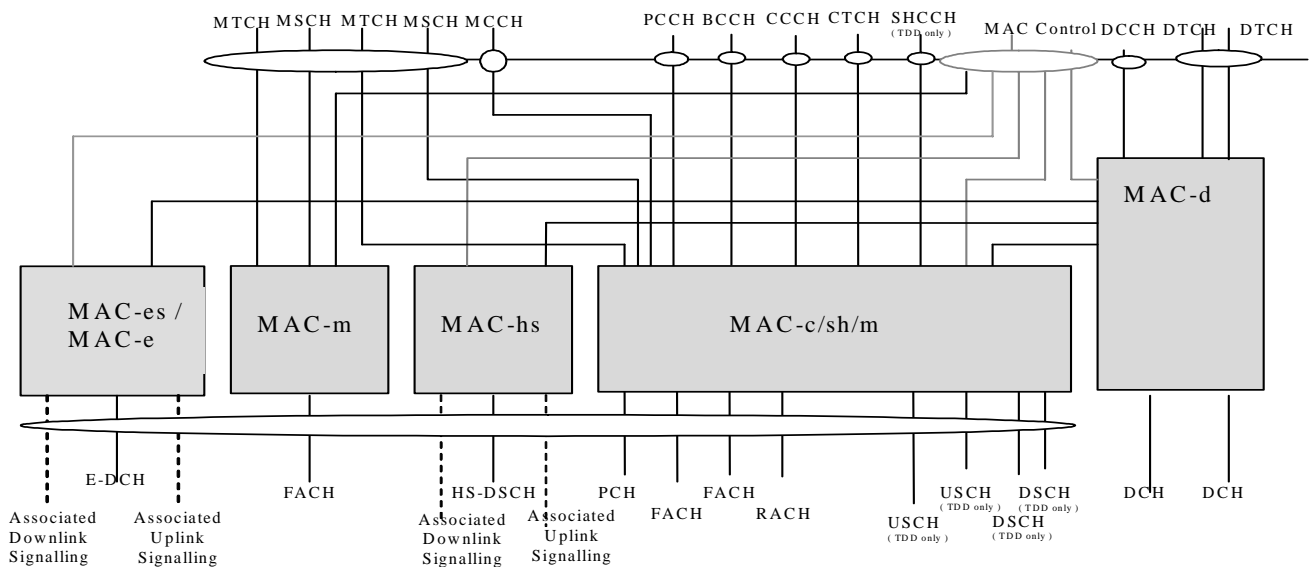 MTCH MSCH MTCH MSCH MCCH PCCH BCCH CCCH CTCH SHCCH MAC Control DCCH DTCH DTCH
( TDD only )
MAC-d
MAC-es /
MAC-e
MAC-m
MAC-hs
MAC-c/sh/m
E-DCH
FACH
HS-DSCH
PCH
FACH
FACH
RACH
USCH
( TDD only )
USCH
( TDD only )
DSCH
( TDD only )
DSCH
( TDD only )
DCH
DCH
Associated
Downlink
Signalling
Associated
Uplink
Signalling
Associated
Downlink
Signalling
Associated
Uplink
Signalling